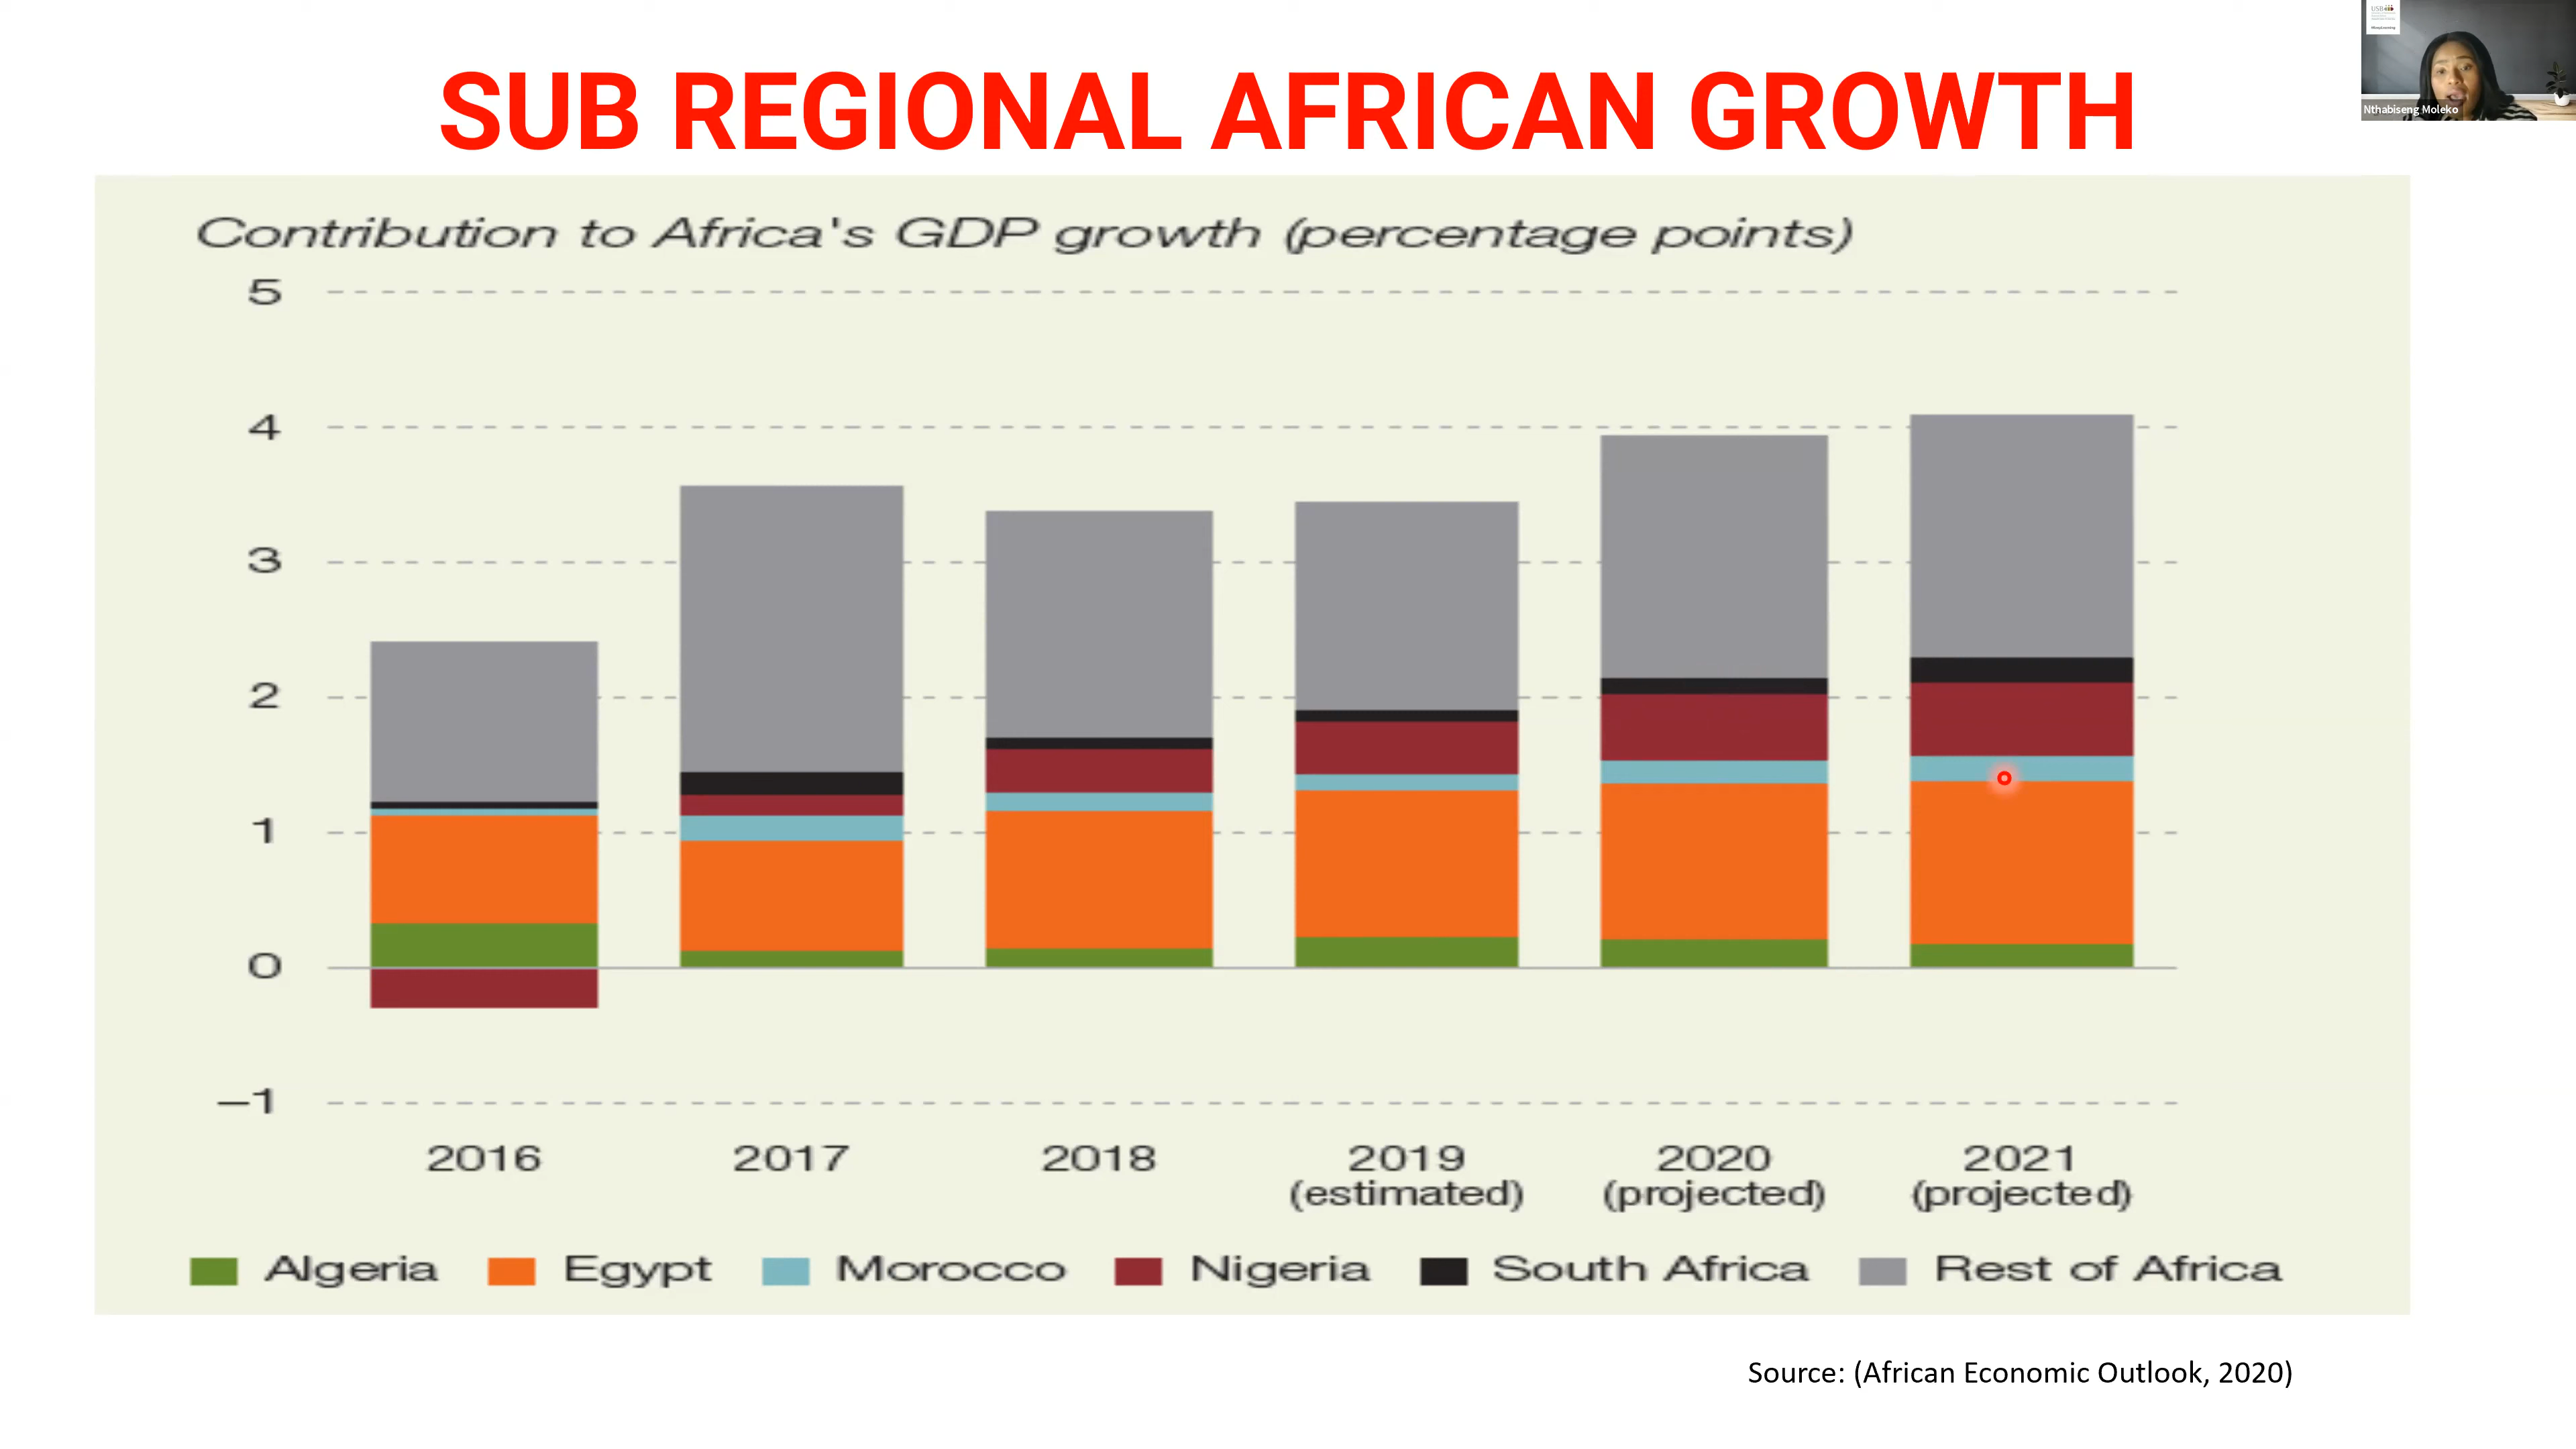 SUB REGIONAL AFRICAN GROWTH
USB
Nthabiseng Moleko
Contribution to Africa's GDP growth (percentage points)
5
4
3
2
1
0
–1
2016 2017 2018 2019 2020 2021
(estimated) (projected) (projected)
Algeria Egypt Morocco Nigeria South Africa Rest of Africa
Source: (African Economic Outlook, 2020)